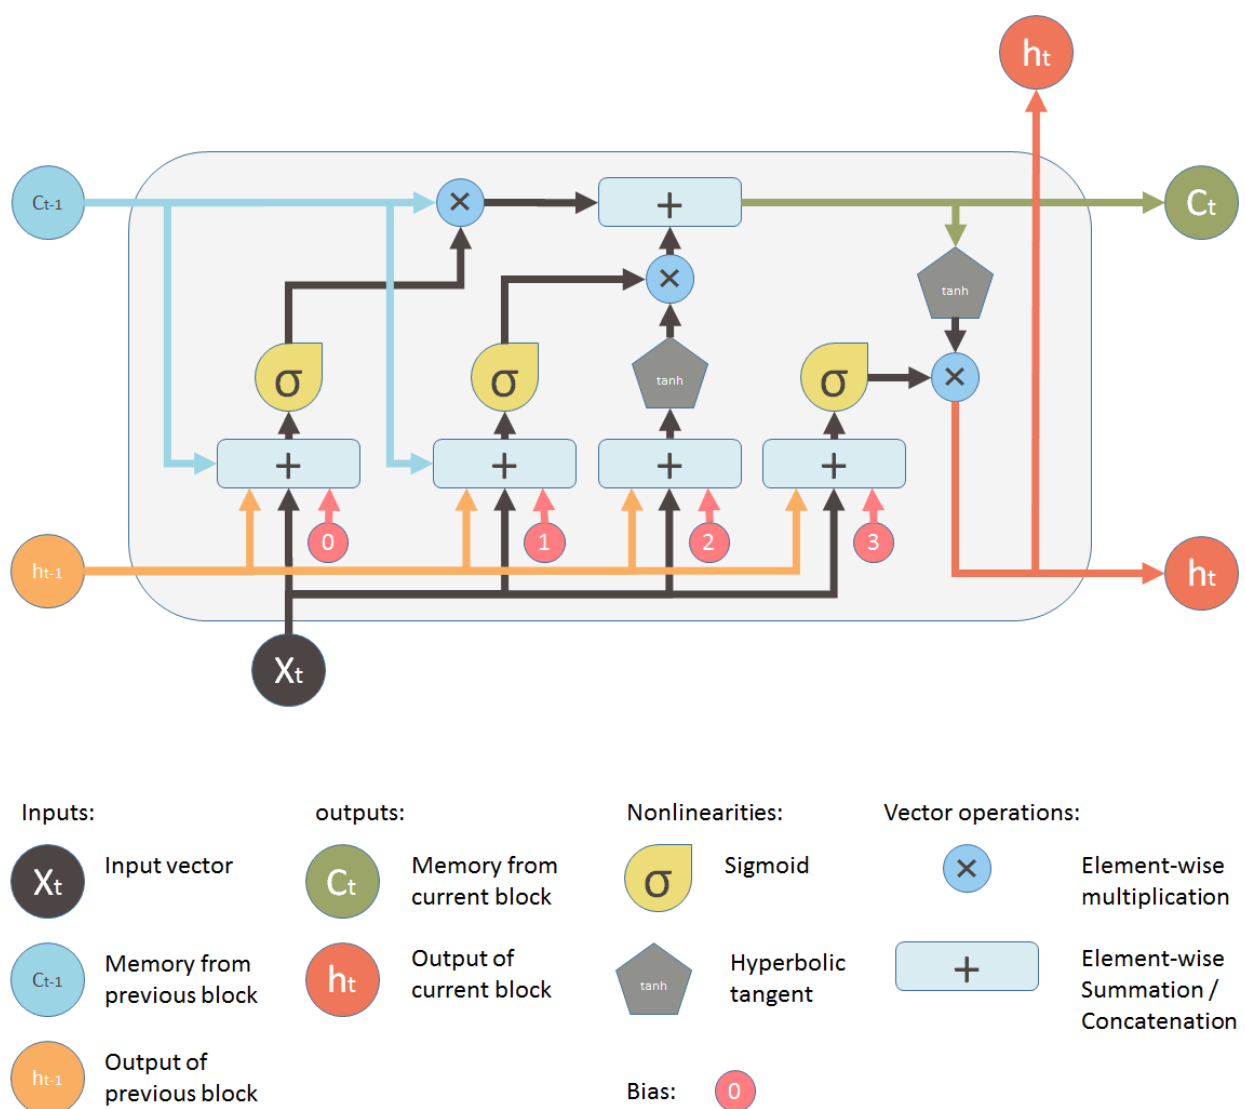 ht
Ct-1
×
+
Ct
×
tanh
σ
σ
tanh
σ
×
+
+
+
+
0
1
2
3
ht-1
ht
Xt
Inputs:
outputs:
Nonlinearities:
Vector operations:
Xt
Input vector
Ct
Memory from
current block
σ
Sigmoid
×
Element-wise
multiplication
Ct-1
Memory from
previous block
ht
Output of
current block
tanh
Hyperbolic
tangent
+
Element-wise
Summation /
Concatenation
ht-1
Output of
previous block
Bias:
0